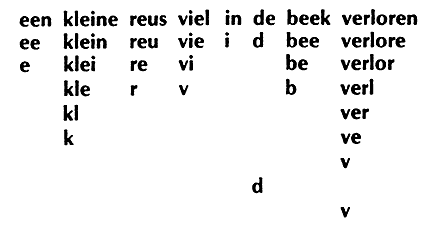 een kleine reus viel in de beek verloren
ee klein reu vie i d bee verlore
e klei re vi be verlor
kle r v b verl
kl ver
k ve
v
d
v